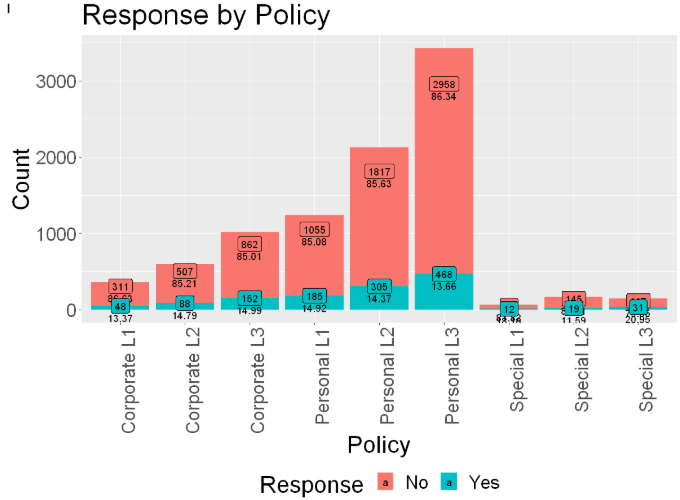 Response by Policy
Count
3000
2000
1000
0
311
48
13.37
507
85.21
88
14.79
862
85.01
152
14.99
1055
85.08
185
14.92
1817
85.63
305
14.37
2958
86.34
468
13.66
12
145
19
11.59
31
20.95
Corporate L1
Corporate L2
Corporate L3
Personal L1
Personal L2
Personal L3
Special L1
Special L2
Special L3
Policy
Response a No a Yes